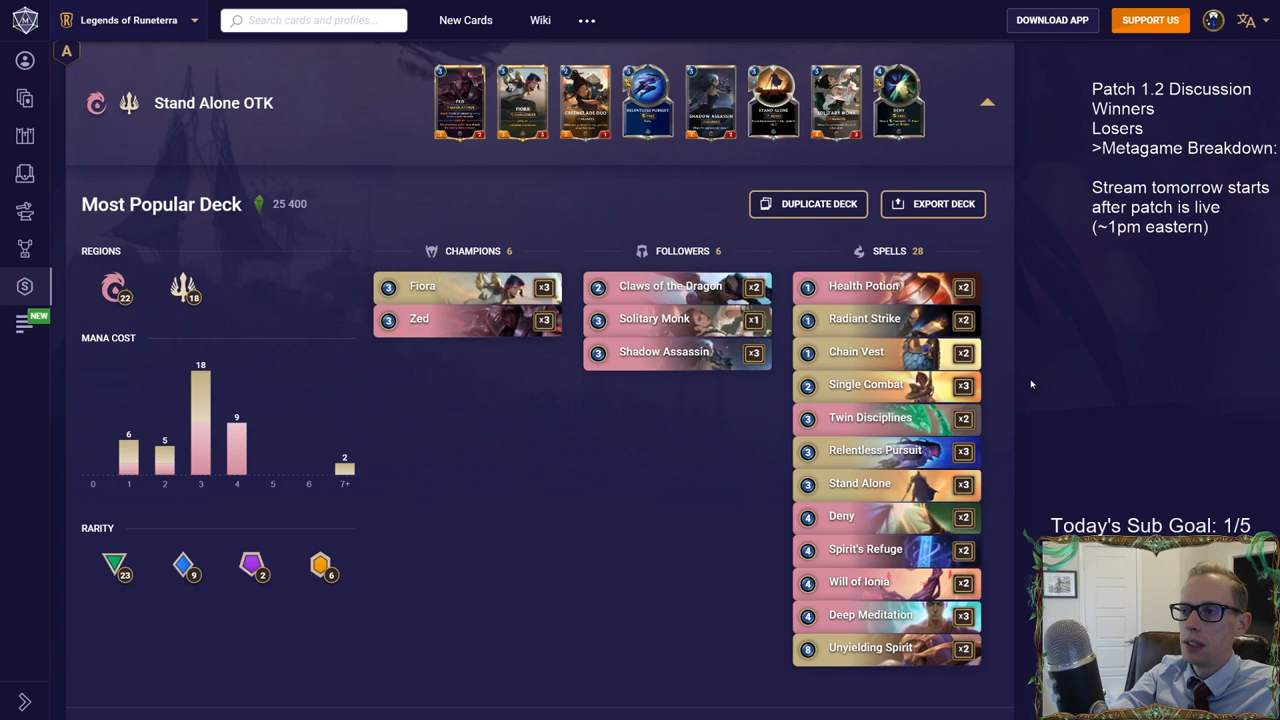 Legends of Runeterra
Search cards and profiles...
New Cards
Wiki
DOWNLOAD APP
SUPPORT US
A
Stand Alone OTK
Patch 1.2 Discussion
Winners
Losers
>Metagame Breakdown:
Stream tomorrow starts
after patch is live
(~1pm eastern)
Most Popular Deck
25 400
DUPLICATE DECK
EXPORT DECK
REGIONS
22
18
MANA COST
18
9
6
5
2
0 1 2 3 4 5 6 7+
RARITY
23
9
2
6
CHAMPIONS 6
3 Fiora x3
3 Zed x3
FOLLOWERS 6
2 Claws of the Dragon x2
3 Solitary Monk x1
3 Shadow Assassin x3
SPELLS 28
1 Health Potion x2
1 Radiant Strike x2
1 Chain Vest x2
2 Single Combat x3
3 Twin Disciplines x2
3 Relentless Pursuit x3
3 Stand Alone x3
4 Deny x2
4 Spirit's Refuge x2
4 Will of Ionia x2
4 Deep Meditation x3
8 Unyielding Spirit x2
NEW
Today's Sub Goal: 1/5